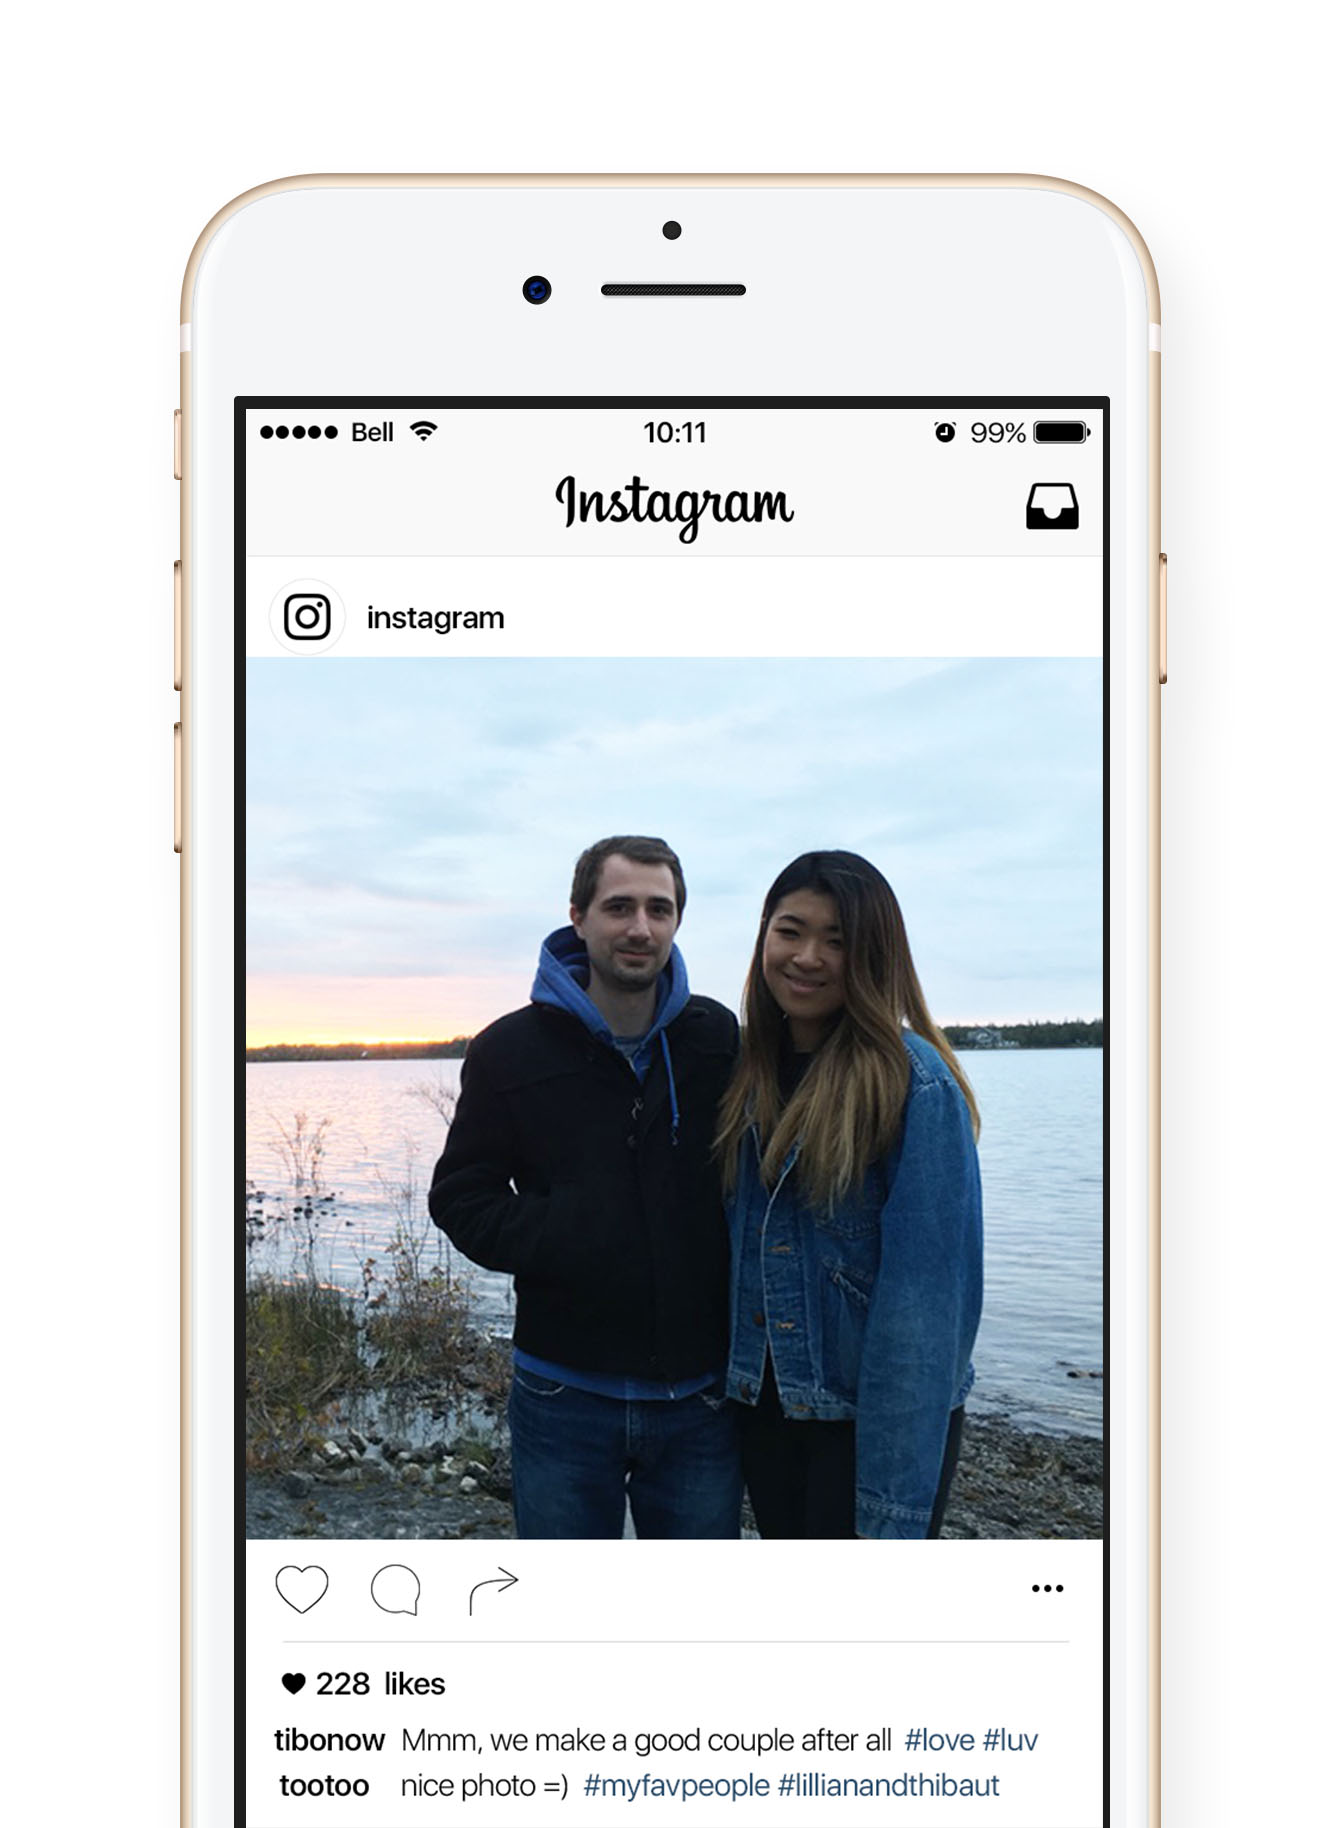 Bell 10:11 99%
Instagram
instagram
228 likes
tibonow Mmm, we make a good couple after all #love #luv
tootoo nice photo =) #myfavpeople #lillianandthibaut